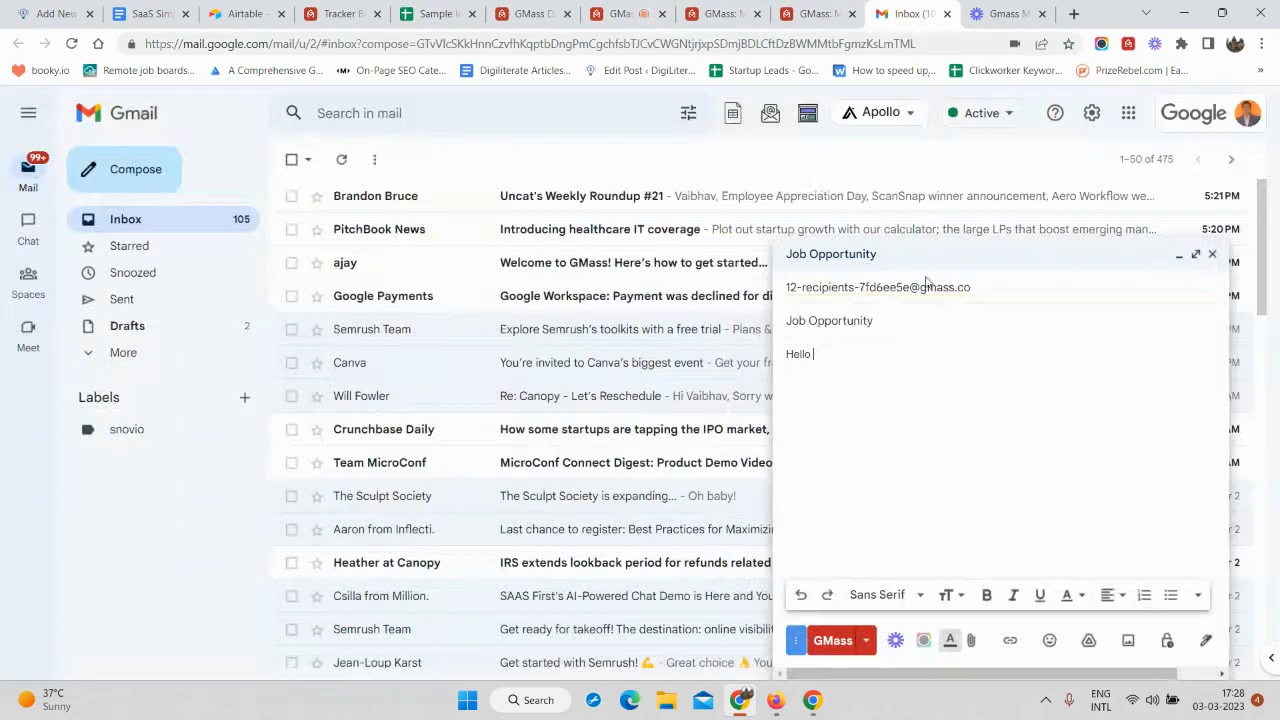 Add New
SaaS Sim
Airtable -
Tracker B
Sample l
GMass
GMa
GMass: M
GMass: M
Inbox (10
Gmass M
mail.google.com/mail/u/2/#inbox?compose=
booky.io
Remote job boards...
A Comprehensive G...
On-Page SEO Cate...
Digiliterate Articles...
Edit Post ‹ DigiLiter...
Startup Leads - Go...
How to speed up...
Clickworker Keywor...
PrizeRebel.com | Ea...
»
Gmail
Search in mail
Apollo
Active
Google
99+
Mail
Chat
Spaces
Meet
Compose
Inbox 105
Starred
Snoozed
Sent
Drafts 2
More
Labels
snovio
1–50 of 475
Brandon Bruce Uncat's Weekly Roundup #21 - Vaibhav, Employee Appreciation Day, ScanSnap winner announcement, Aero Workflow we... 5:21 PM
PitchBook News Introducing healthcare IT coverage - Plot out startup growth with our calculator; the large LPs that boost emerging man... 5:20 PM
ajay Welcome to GMass! Here's how to get started...
Google Payments Google Workspace: Payment was declined for di
Semrush Team Explore Semrush's toolkits with a free trial - Plans &
Canva You're invited to Canva's biggest event - Get your fr
Will Fowler Re: Canopy - Let's Reschedule - Hi Vaibhav, Sorry w
Crunchbase Daily How some startups are tapping the IPO market,
Team MicroConf MicroConf Connect Digest: Product Demo Video
The Sculpt Society The Sculpt Society is expanding... - Oh baby!
Aaron from Inflecti. Last chance to register: Best Practices for Maximizin
Heather at Canopy IRS extends lookback period for refunds related
Csilla from Million. SAAS First's AI-Powered Chat Demo is Here and You
Semrush Team Get ready for takeoff! The destination: online visibilit
Jean-Loup Karst Get started with Semrush! 💪 - Great choice 👍 You
Job Opportunity
12-recipients-7fd6ee5e@gmass.co
Job Opportunity
Hello
Sans Serif
GMass
37°C
Sunny
Search
ENG
INTL
17:28
03-03-2023
4